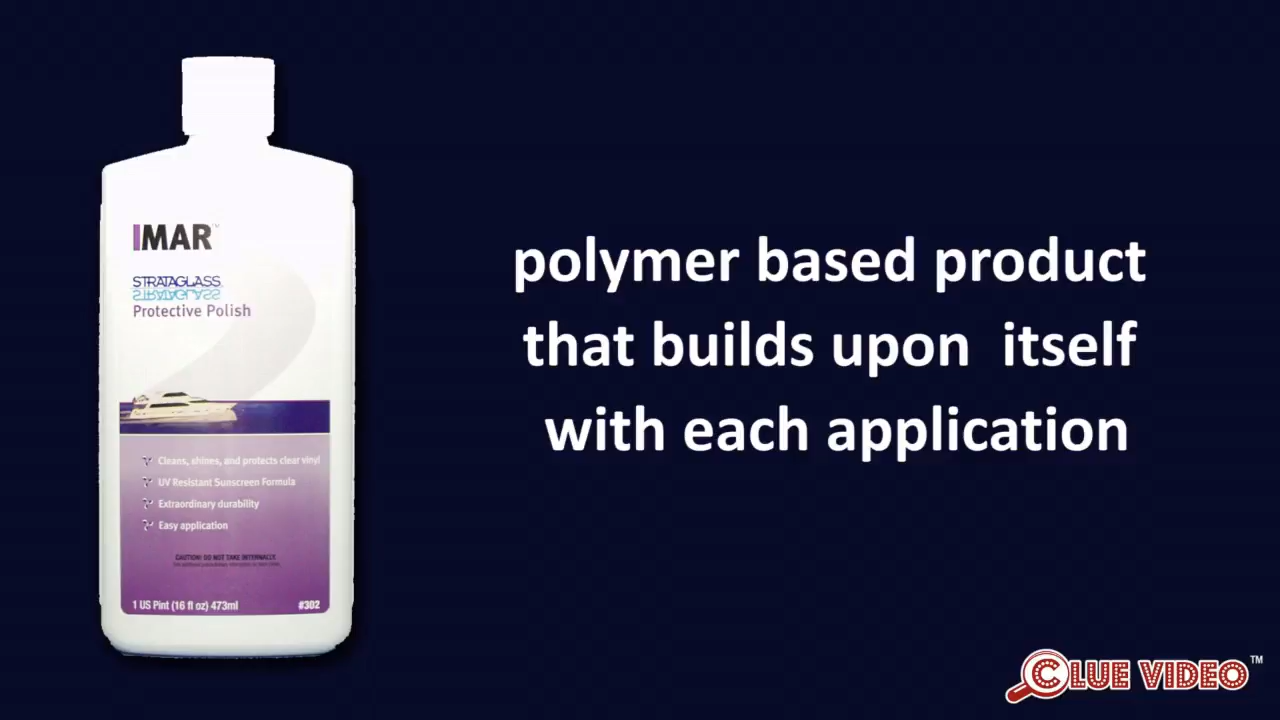 IMAR™
STRATAGLASS
Protective Polish
Cleans, shines, and protects clear vinyl
UV Resistant Sunscreen Formula
Extraordinary durability
Easy application
CAUTION! DO NOT TAKE INTERNALLY.
1 US Pint (16 fl oz) 473ml #302
polymer based product
that builds upon itself
with each application
CLUE VIDEO™